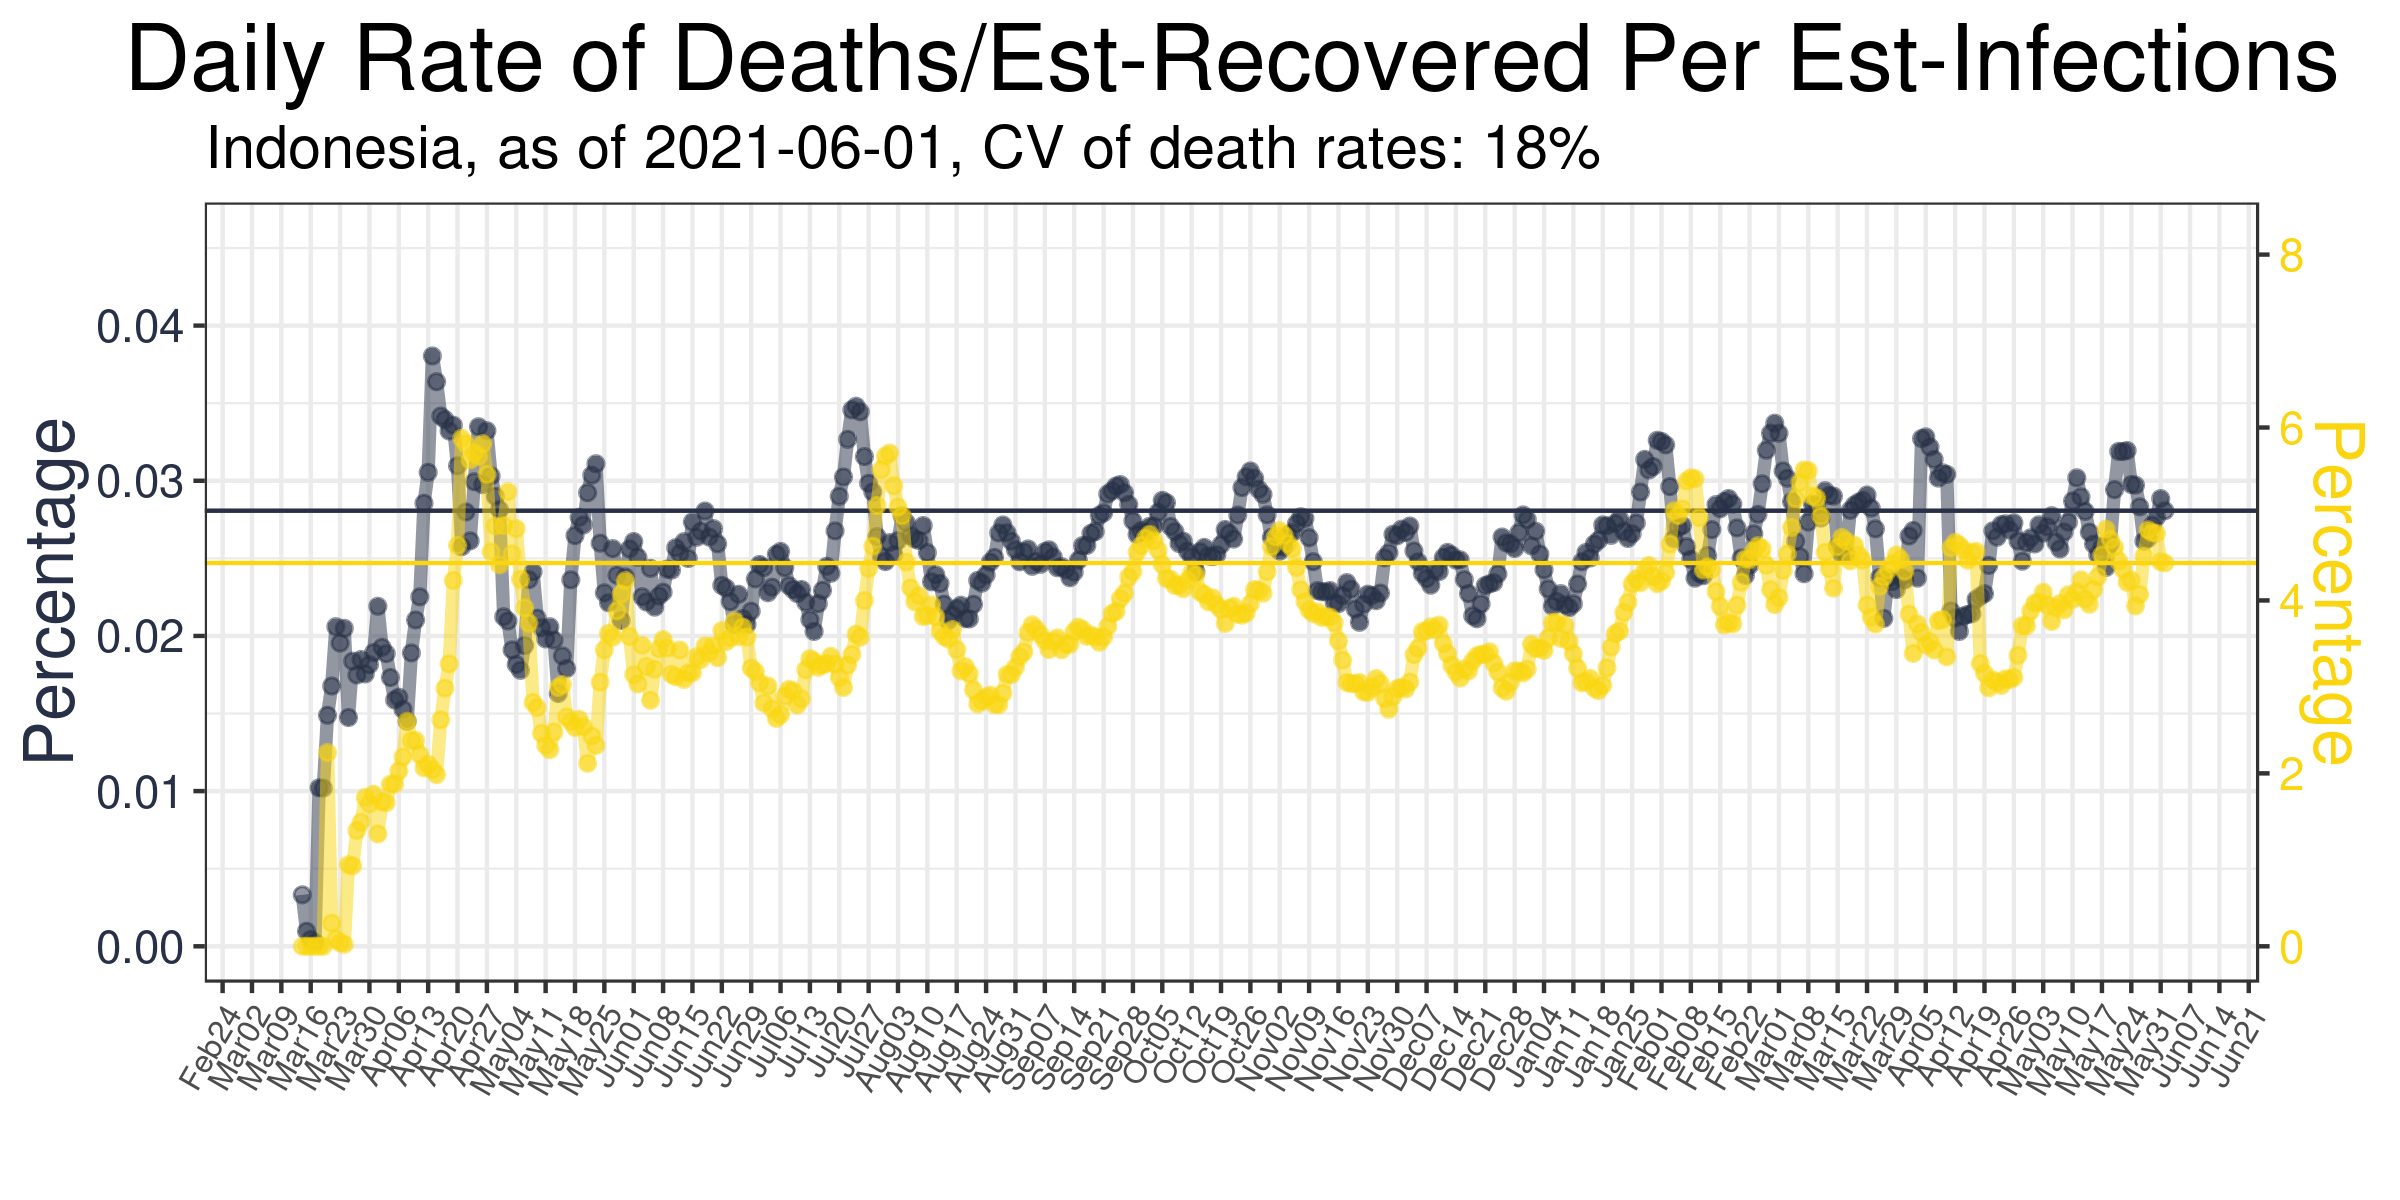 Daily Rate of Deaths/Est-Recovered Per Est-Infections
Indonesia, as of 2021-06-01, CV of death rates: 18%
Percentage
0.04
0.03
0.02
0.01
0.00
8
6
4
2
0
Percentage
Feb24
Mar02
Mar09
Mar16
Mar23
Mar30
Apr06
Apr13
Apr20
Apr27
May04
May11
May18
May25
Jun01
Jun08
Jun15
Jun22
Jun29
Jul06
Jul13
Jul20
Jul27
Aug03
Aug10
Aug17
Aug24
Aug31
Sep07
Sep14
Sep21
Sep28
Oct05
Oct12
Oct19
Oct26
Nov02
Nov09
Nov16
Nov23
Nov30
Dec07
Dec14
Dec21
Dec28
Jan04
Jan11
Jan18
Jan25
Feb01
Feb08
Feb15
Feb22
Mar01
Mar08
Mar15
Mar22
Mar29
Apr05
Apr12
Apr19
Apr26
May03
May10
May17
May24
May31
Jun07
Jun14
Jun21